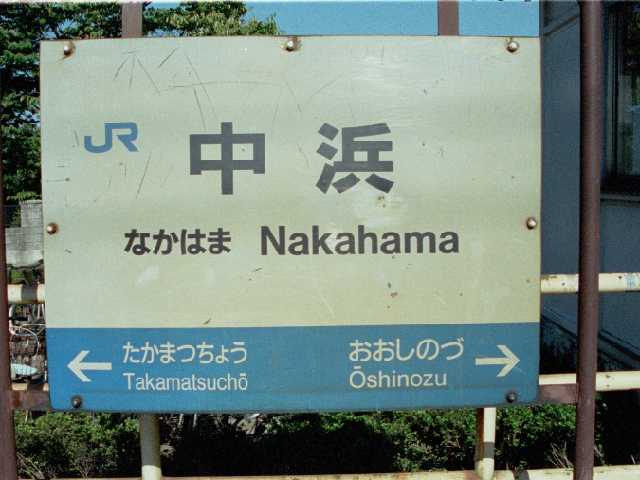 JR 中浜
なかはま Nakahama
← たかまつちょう おおしのづ →
Takamatsuchō Ōshinozu